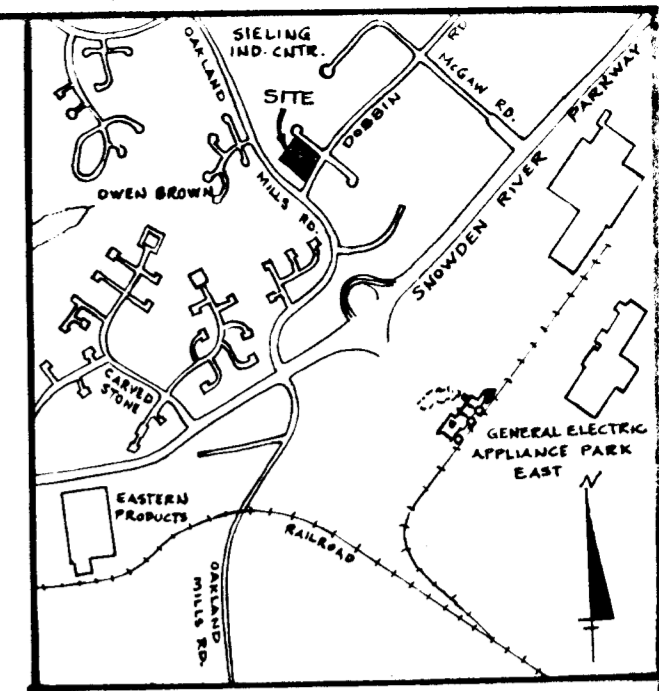 SIELING
IND. CNTR.
OAKLAND
MILLS RD.
SITE
DOBBIN
RD
McGAW RD.
SNOWDEN RIVER PARKWAY
OWEN BROWN
CARVED
STONE
GENERAL ELECTRIC
APPLIANCE PARK
EAST
EASTERN
PRODUCTS
RAILROAD
OAKLAND
MILLS RD.
N